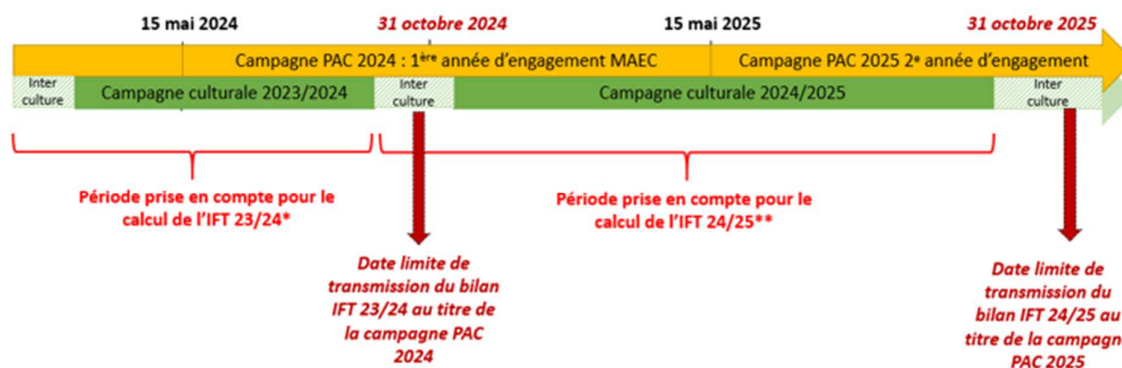 15 mai 2024
31 octobre 2024
15 mai 2025
31 octobre 2025
Campagne PAC 2024 : 1ère année d'engagement MAEC
Campagne PAC 2025 2e année d'engagement
Inter
culture
Campagne culturale 2023/2024
Inter
culture
Campagne culturale 2024/2025
Inter
culture
Période prise en compte pour le
calcul de l'IFT 23/24*
Période prise en compte pour le
calcul de l'IFT 24/25**
Date limite de
transmission du bilan
IFT 23/24 au titre de
la campagne PAC
2024
Date limite de
transmission du
bilan IFT 24/25 au
titre de la campagne
PAC 2025